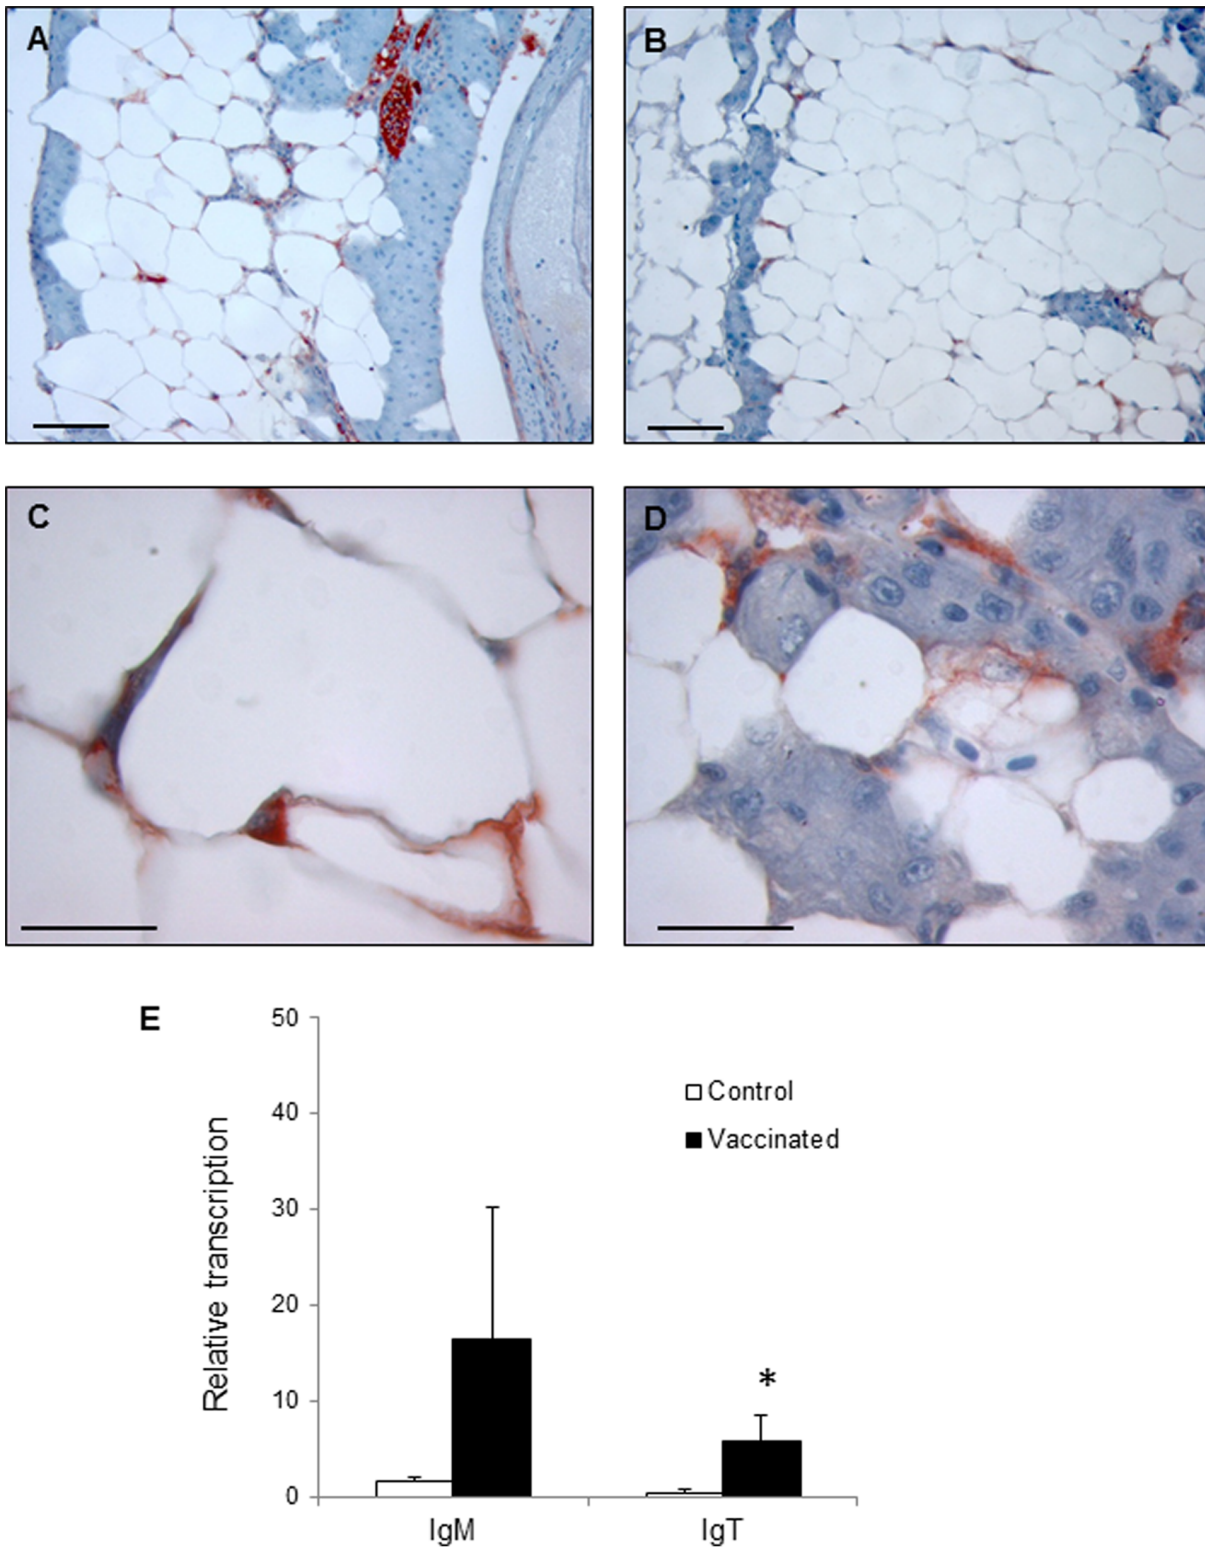 A
B
C
D
E
50
40
30
20
10
0
Relative transcription
Control
Vaccinated
*
IgM
IgT